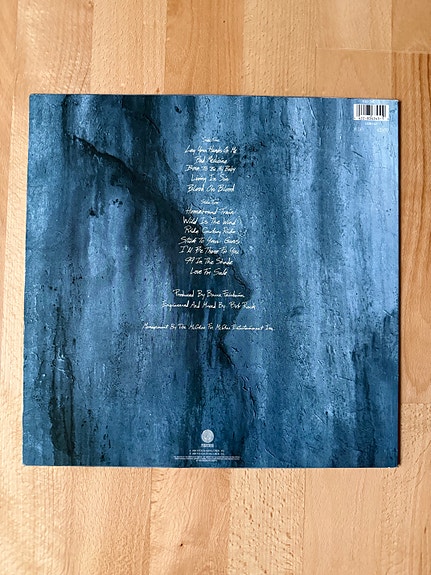 Side One
Lay Your Hands On Me
Bad Medicine
Born To Be My Baby
Living In Sin
Blood On Blood
Side Two
Homebound Train
Wild Is The Wind
Ride Cowboy Ride
Stick To Your Guns
I'll Be There For You
99 In The Shade
Love For Sale
Produced By Bruce Fairbairn
Engineered And Mixed By Bob Rock
Management By Doc McGhee For McGhee Entertainment Inc.